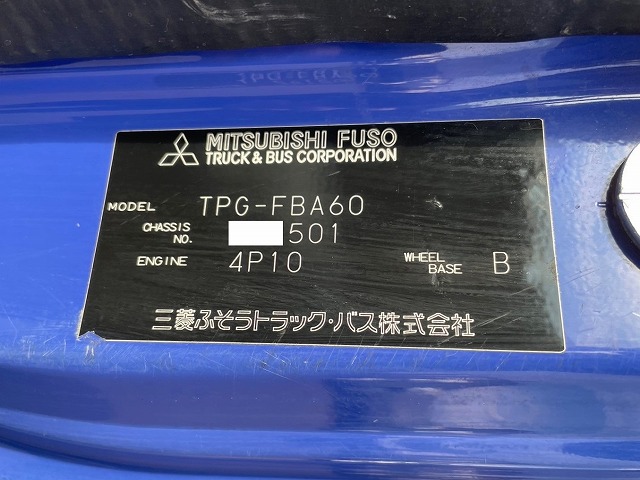 MITSUBISHI FUSO
TRUCK & BUS CORPORATION
MODEL TPG-FBA60
CHASSIS NO. 501
ENGINE 4P10 WHEEL BASE B
三菱ふそうトラック・バス株式会社